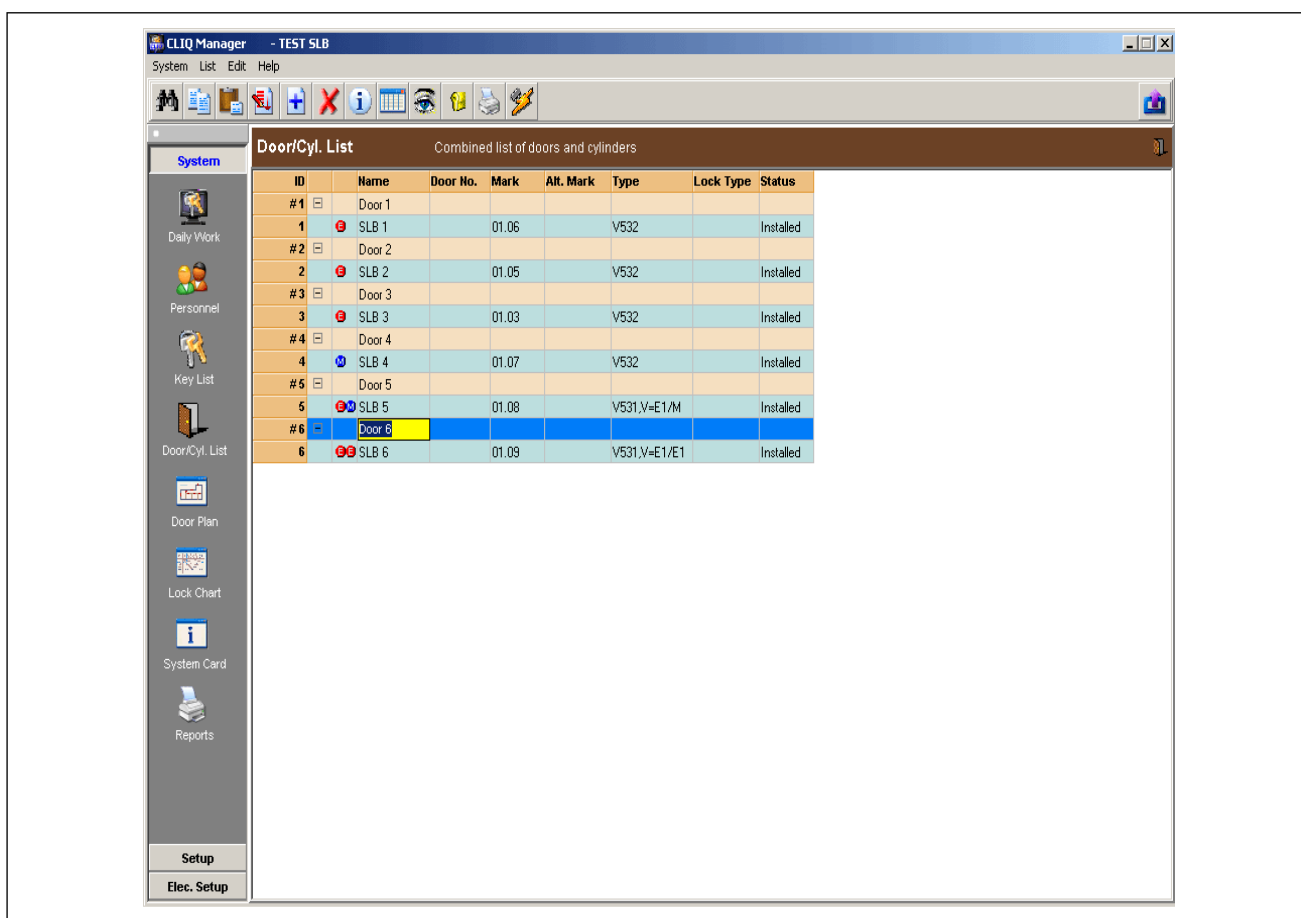 CLIQ Manager - TEST SLB
System List Edit Help
System
Daily Work
Personnel
Key List
Door/Cyl. List
Door Plan
Lock Chart
System Card
Reports
Setup
Elec. Setup
Door/Cyl. List Combined list of doors and cylinders
ID Name Door No. Mark Alt. Mark Type Lock Type Status
#1 Door 1
1 E SLB 1 01.06 V532 Installed
#2 Door 2
2 E SLB 2 01.05 V532 Installed
#3 Door 3
3 E SLB 3 01.03 V532 Installed
#4 Door 4
4 M SLB 4 01.07 V532 Installed
#5 Door 5
5 E M SLB 5 01.08 V531,V=E1/M Installed
#6 Door 6
6 E E SLB 6 01.09 V531,V=E1/E1 Installed